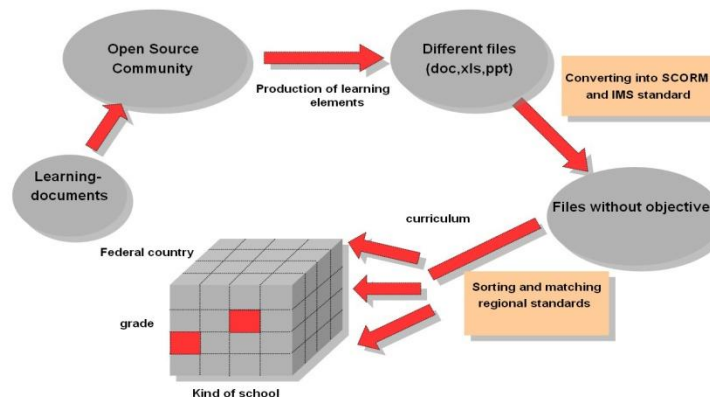 Open Source
Community
Different files
(doc,xls,ppt)
Converting into SCORM
and IMS standard
Production of learning
elements
Learning-
documents
Files without objective
curriculum
Federal country
Sorting and matching
regional standards
grade
Kind of school